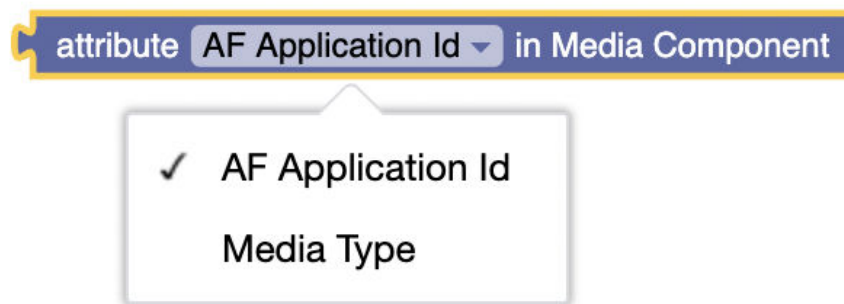 attribute AF Application Id in Media Component
✓ AF Application Id
Media Type